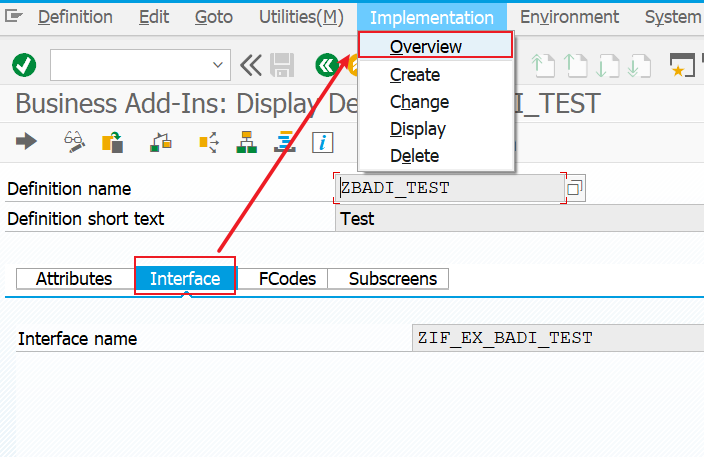 Definition Edit Goto Utilities(M) Implementation Environment System
Overview
Create
Change
Display
Delete
Business Add-Ins: Display De I_TEST
Definition name ZBADI_TEST
Definition short text Test
Attributes Interface FCodes Subscreens
Interface name ZIF_EX_BADI_TEST